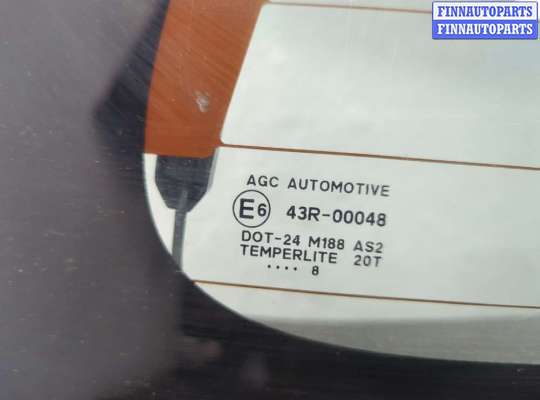 FINNAUTOPARTS
FINNAUTOPARTS
AGC AUTOMOTIVE
E6 43R-00048
DOT-24 M188 AS2
TEMPERLITE 20T
.... 8